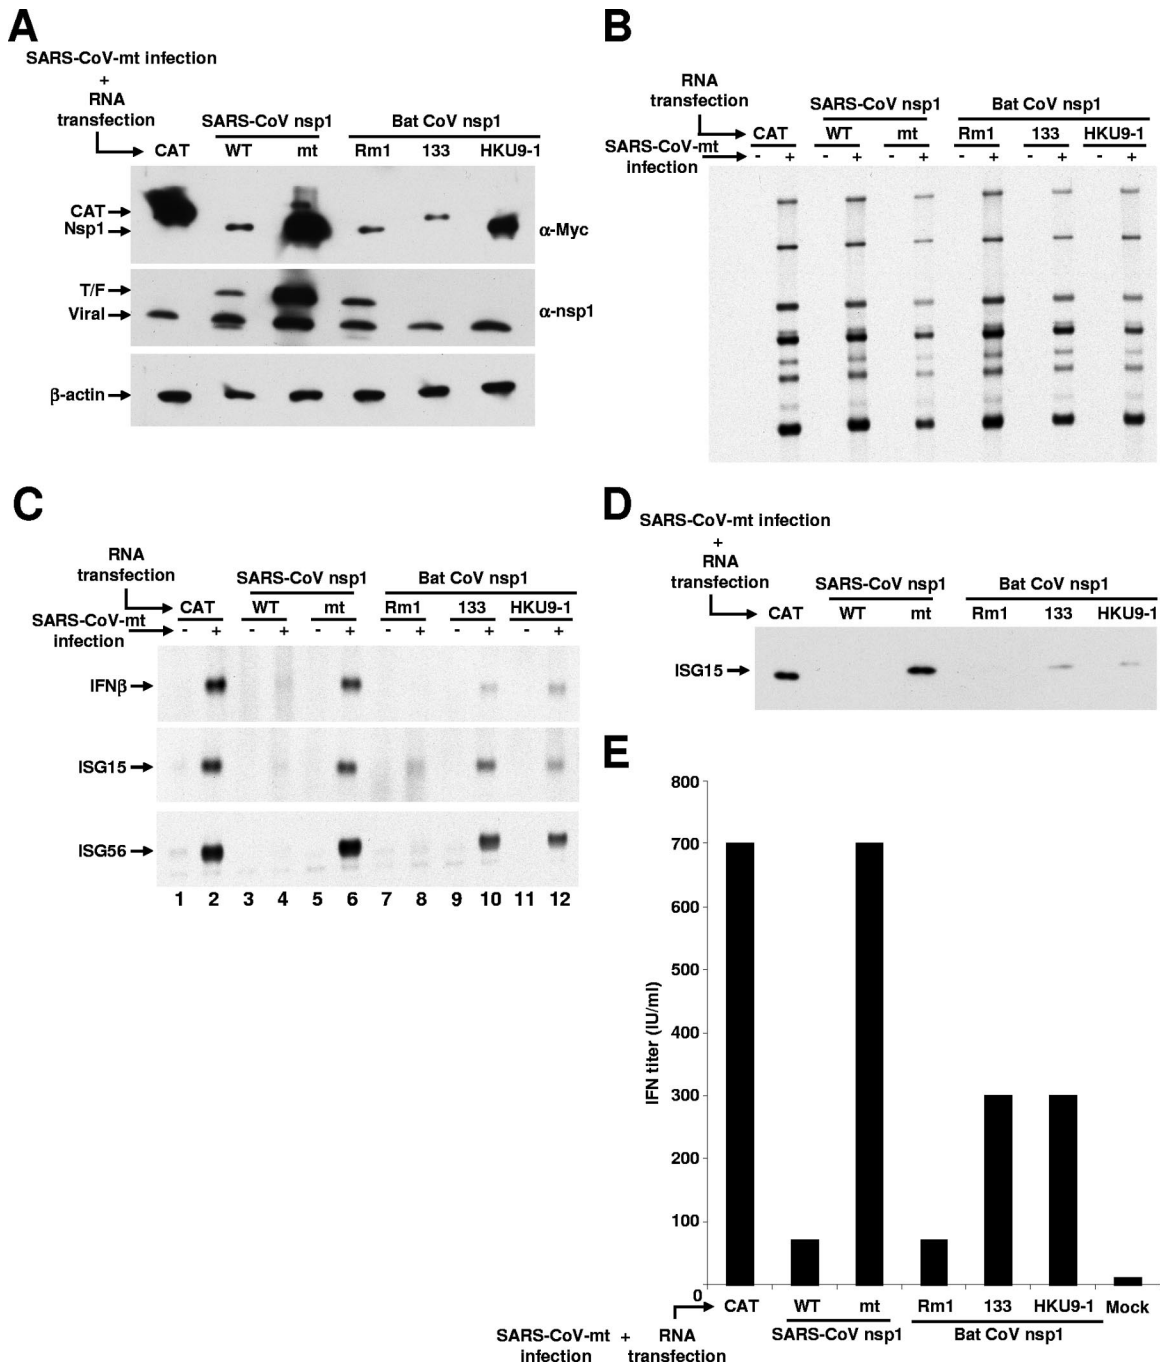 A
SARS-CoV-mt infection
+
RNA
transfection
SARS-CoV nsp1 Bat CoV nsp1
CAT WT mt Rm1 133 HKU9-1
CAT
Nsp1
α-Myc
T/F
Viral
α-nsp1
β-actin
B
RNA
transfection
SARS-CoV nsp1 Bat CoV nsp1
CAT WT mt Rm1 133 HKU9-1
SARS-CoV-mt
infection
- + - + - + - + - + - +
C
RNA
transfection
SARS-CoV nsp1 Bat CoV nsp1
CAT WT mt Rm1 133 HKU9-1
SARS-CoV-mt
infection
- + - + - + - + - + - +
IFNβ
ISG15
ISG56
1 2 3 4 5 6 7 8 9 10 11 12
D
SARS-CoV-mt infection
+
RNA
transfection
SARS-CoV nsp1 Bat CoV nsp1
CAT WT mt Rm1 133 HKU9-1
ISG15
E
IFN titer (IU/ml)
800
700
600
500
400
300
200
100
0
CAT WT mt Rm1 133 HKU9-1 Mock
SARS-CoV nsp1 Bat CoV nsp1
SARS-CoV-mt + RNA
infection transfection